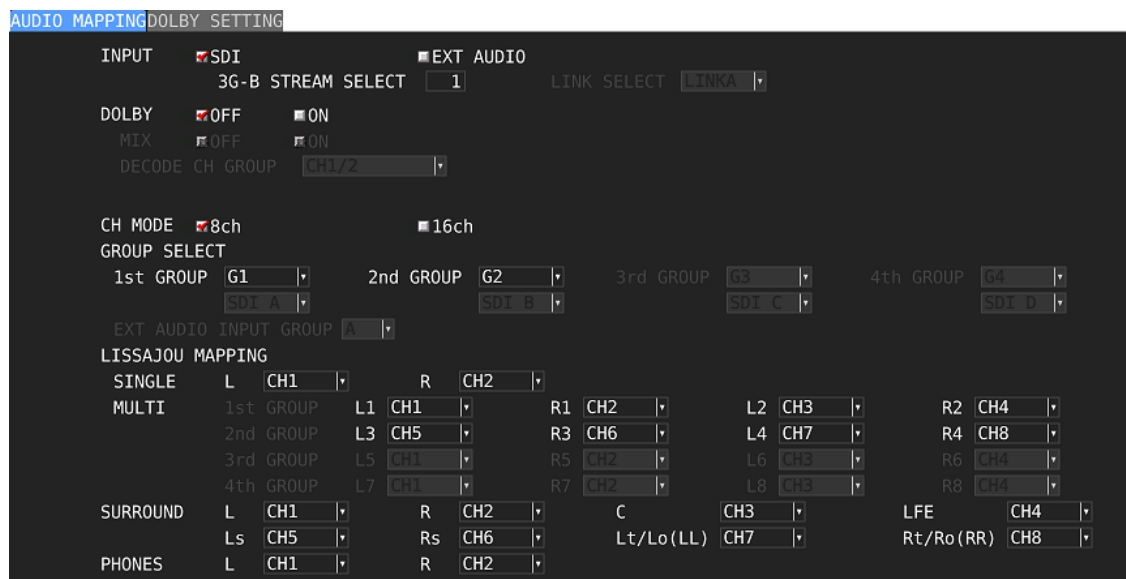 AUDIO MAPPING DOLBY SETTING
INPUT SDI EXT AUDIO
3G-B STREAM SELECT 1 LINK SELECT LINKA
DOLBY OFF ON
MIX OFF ON
DECODE CH GROUP CH1/2
CH MODE 8ch 16ch
GROUP SELECT
1st GROUP G1 2nd GROUP G2 3rd GROUP G3 4th GROUP G4
SDI A SDI B SDI C SDI D
EXT AUDIO INPUT GROUP A
LISSAJOU MAPPING
SINGLE L CH1 R CH2
MULTI 1st GROUP L1 CH1 R1 CH2 L2 CH3 R2 CH4
2nd GROUP L3 CH5 R3 CH6 L4 CH7 R4 CH8
3rd GROUP L5 CH1 R5 CH2 L6 CH3 R6 CH4
4th GROUP L7 CH1 R7 CH2 L8 CH3 R8 CH4
SURROUND L CH1 R CH2 C CH3 LFE CH4
Ls CH5 Rs CH6 Lt/Lo(LL) CH7 Rt/Ro(RR) CH8
PHONES L CH1 R CH2